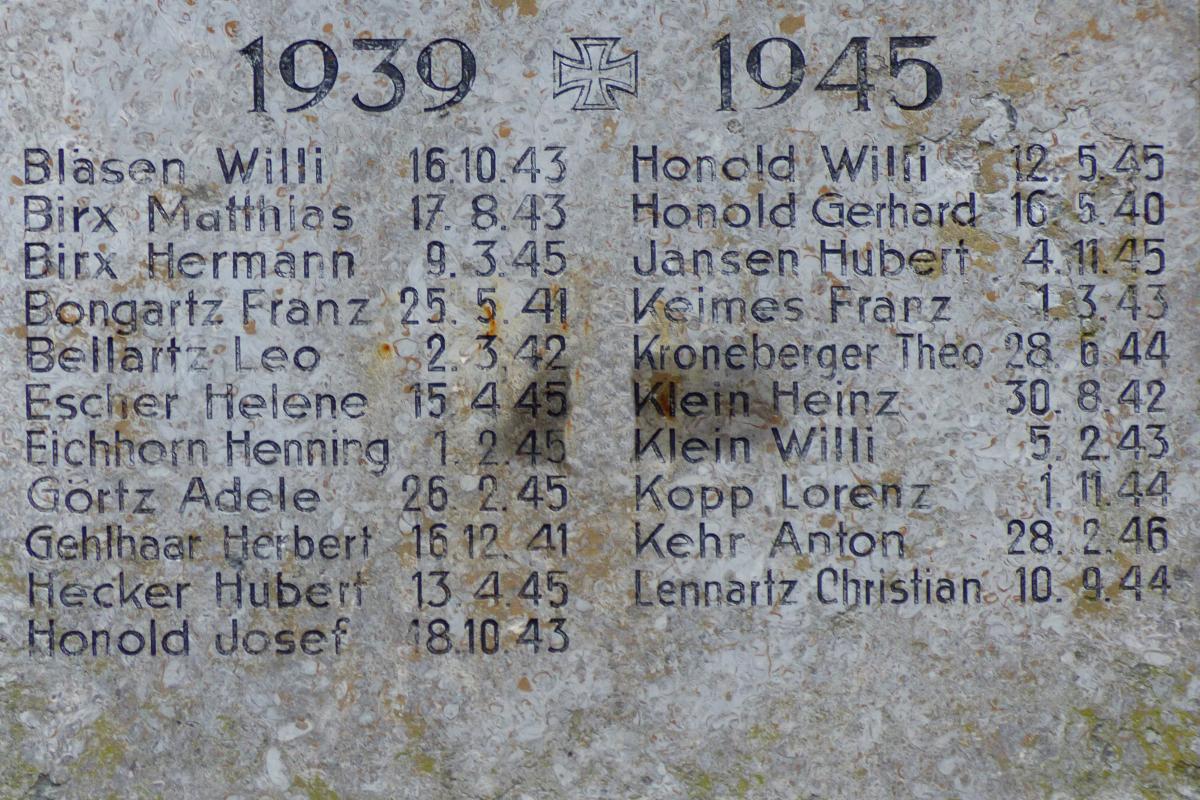 1939 1945
Bläsen Willi 16.10.43
Birx Matthias 17. 8.43
Birx Hermann 9. 3.45
Bongartz Franz 25. 5. 41
Bellartz Leo 2. 3.42
Escher Helene 15 4 45
Eichhorn Henning 1. 2.45
Görtz Adele 26. 2.45
Gehlhaar Herbert 16.12.41
Hecker Hubert 13. 4.45
Honold Josef 18.10.43
Honold Willi 12. 5.45
Honold Gerhard 16 5.40
Jansen Hubert 4.11.45
Keimes Franz 1. 3.43
Kroneberger Theo 28. 6.44
Klein Heinz 30. 8.42
Klein Willi 5. 2.43
Kopp Lorenz 1. 11.44
Kehr Anton 28. 2.46
Lennartz Christian 10. 9.44